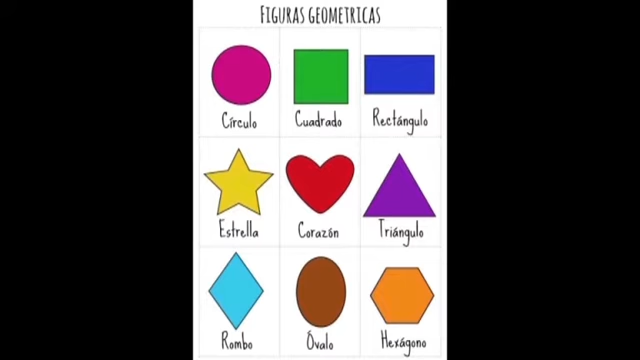 FIGURAS GEOMETRICAS
Círculo Cuadrado Rectángulo
Estrella Corazón Triángulo
Rombo Óvalo Hexágono